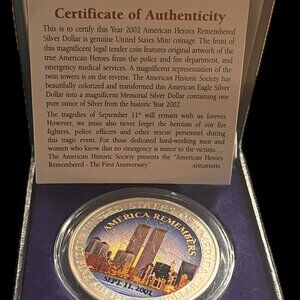 Certificate of Authenticity
This is to certify this Year 2002 American Heroes Remembered
Silver Dollar is genuine United States Mint coinage. The front of
this magnificent legal tender coin features original artwork of the
true American Heroes from the police and fire department, and
emergency medical services. A magnificent representation of the
twin towers is on the reverse. The American Historic Society has
beautifully colorized and transformed this American Eagle Silver
Dollar into a magnificent Memorial Silver Dollar containing one
pure ounce of Silver from the historic Year 2002.
The tragedies of September 11th will remain with us forever
However, we must also never forget the heroism of our fire
fighters, police officers and other rescue personnel during
this tragic event. For those dedicated hard-working men and
women who know that no emergency is minor to the victims ...
The American Historic Society presents the "American Heroes
Remembered - The First Anniversary."
UNITED STATES OF AMERICA
AMERICA REMEMBERS
SEPT. 11, 2001